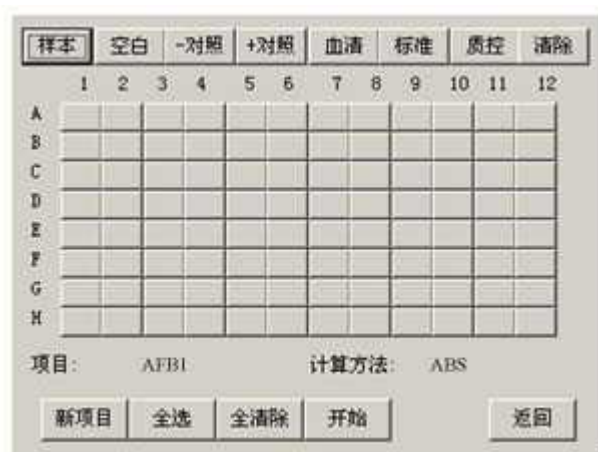 样本 空白 -对照 +对照 血清 标准 质控 清除
1 2 3 4 5 6 7 8 9 10 11 12
A
B
C
D
E
F
G
H
项目: AFB1 计算方法: ABS
新项目 全选 全清除 开始 返回